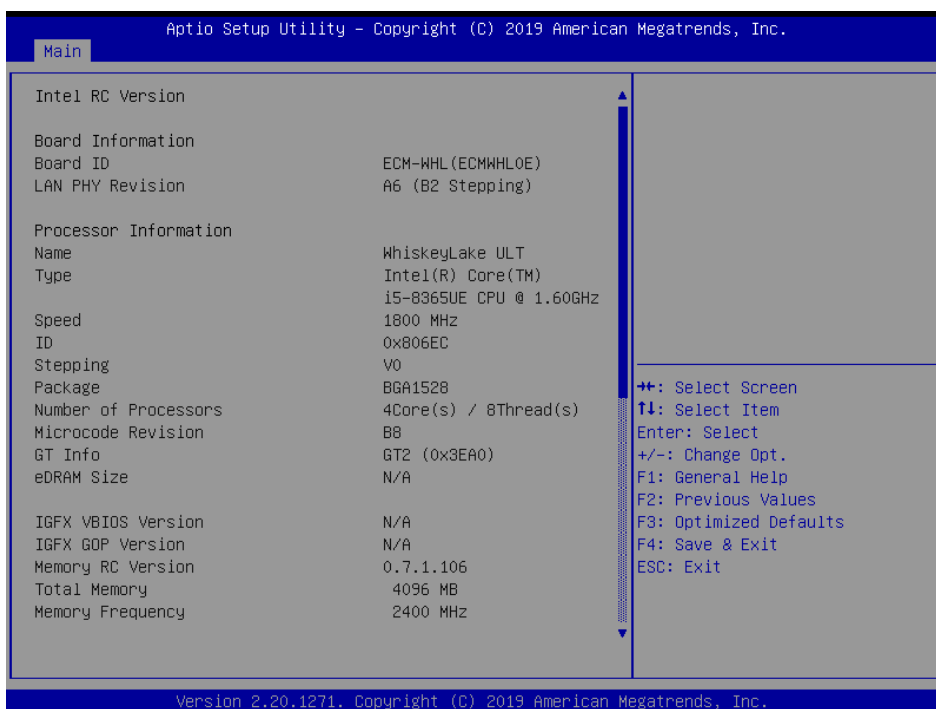 Aptio Setup Utility – Copyright (C) 2019 American Megatrends, Inc.
Main
Intel RC Version
Board Information
Board ID ECM-WHL(ECMWHL0E)
LAN PHY Revision A6 (B2 Stepping)
Processor Information
Name WhiskeyLake ULT
Type Intel(R) Core(TM)
i5-8365UE CPU @ 1.60GHz
Speed 1800 MHz
ID 0x806EC
Stepping V0
Package BGA1528
Number of Processors 4Core(s) / 8Thread(s)
Microcode Revision B8
GT Info GT2 (0x3EA0)
eDRAM Size N/A
IGFX VBIOS Version N/A
IGFX GOP Version N/A
Memory RC Version 0.7.1.106
Total Memory 4096 MB
Memory Frequency 2400 MHz
→←: Select Screen
↑↓: Select Item
Enter: Select
+/-: Change Opt.
F1: General Help
F2: Previous Values
F3: Optimized Defaults
F4: Save & Exit
ESC: Exit
Version 2.20.1271. Copyright (C) 2019 American Megatrends, Inc.